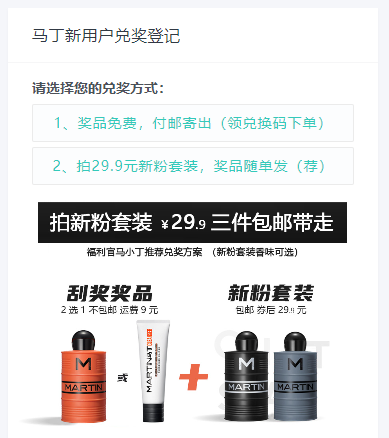 马丁新用户兑奖登记
请选择您的兑奖方式：
1、奖品免费，付邮寄出（领兑换码下单）
2、拍29.9元新粉套装，奖品随单发（荐）
拍新粉套装 ¥29.9 三件包邮带走
福利官马小丁推荐兑奖方案 （新粉套装香味可选）
刮奖奖品 新粉套装
2选1 不包邮 运费9元 包邮 券后 29.9元
M 或 MARTIN M M
MARTIN MARTIN MARTIN